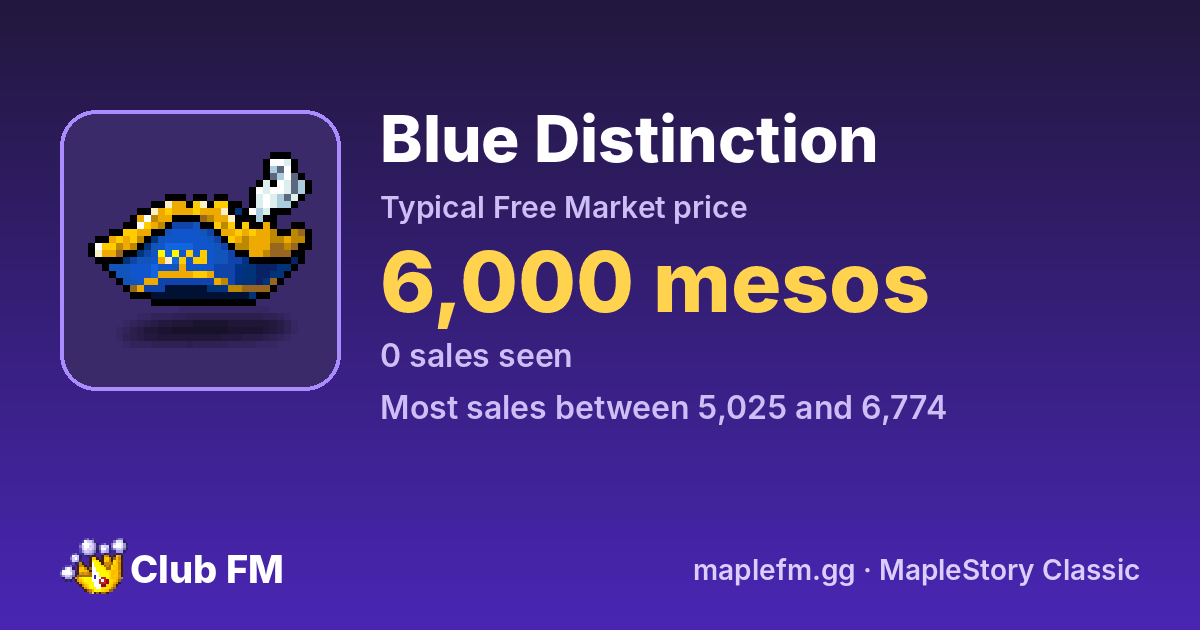 Blue Distinction
Typical Free Market price
6,000 mesos
0 sales seen
Most sales between 5,025 and 6,774
Club FM
maplefm.gg · MapleStory Classic